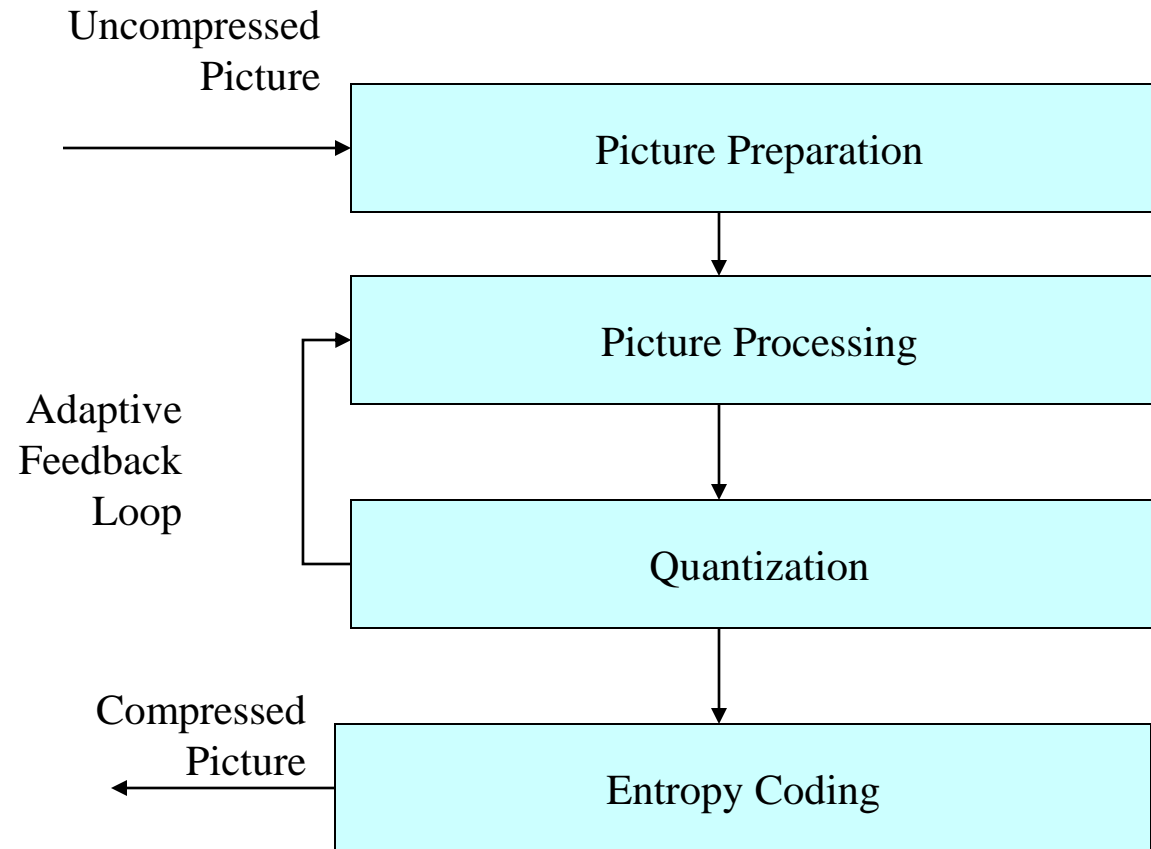 Uncompressed
Picture
Picture Preparation
Picture Processing
Adaptive
Feedback
Loop
Quantization
Compressed
Picture
Entropy Coding